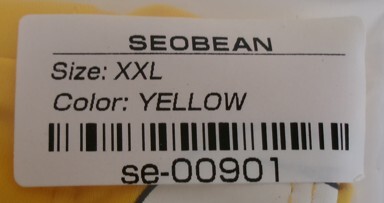 SEOBEAN
Size: XXL
Color: YELLOW
se-00901